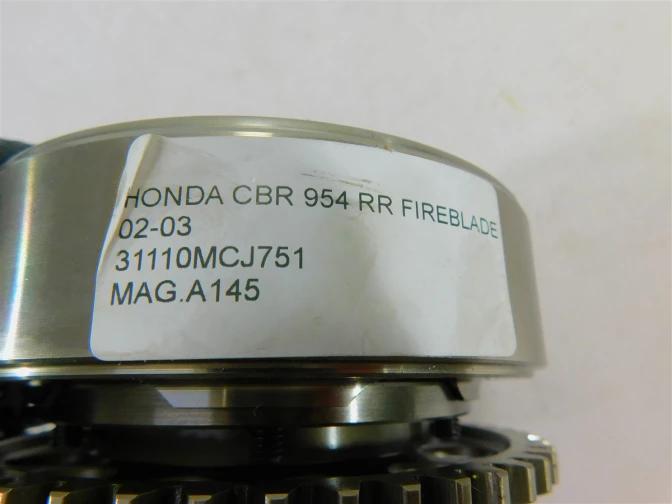 HONDA CBR 954 RR FIREBLADE
02-03
31110MCJ751
MAG.A145